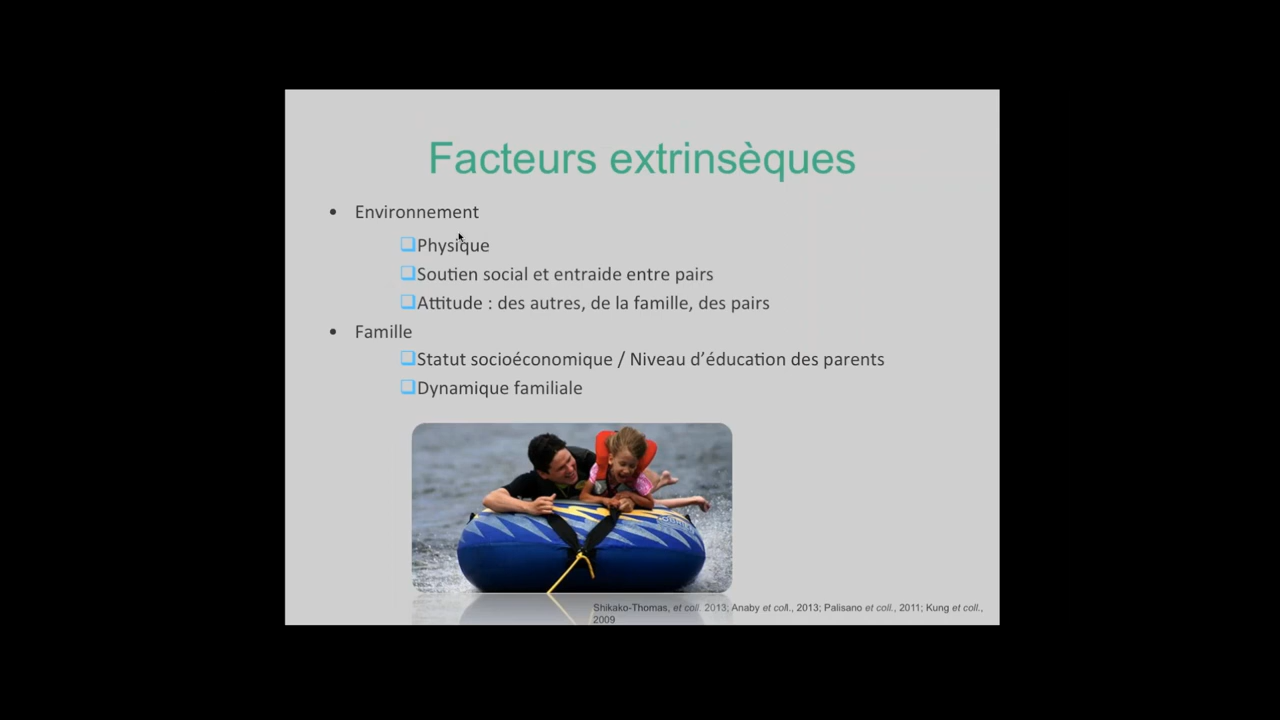 Facteurs extrinsèques
• Environnement
❑Physique
❑Soutien social et entraide entre pairs
❑Attitude : des autres, de la famille, des pairs
• Famille
❑Statut socioéconomique / Niveau d’éducation des parents
❑Dynamique familiale
Shikako-Thomas, et coll. 2013; Anaby et coll., 2013; Palisano et coll., 2011; Kung et coll.,
2009